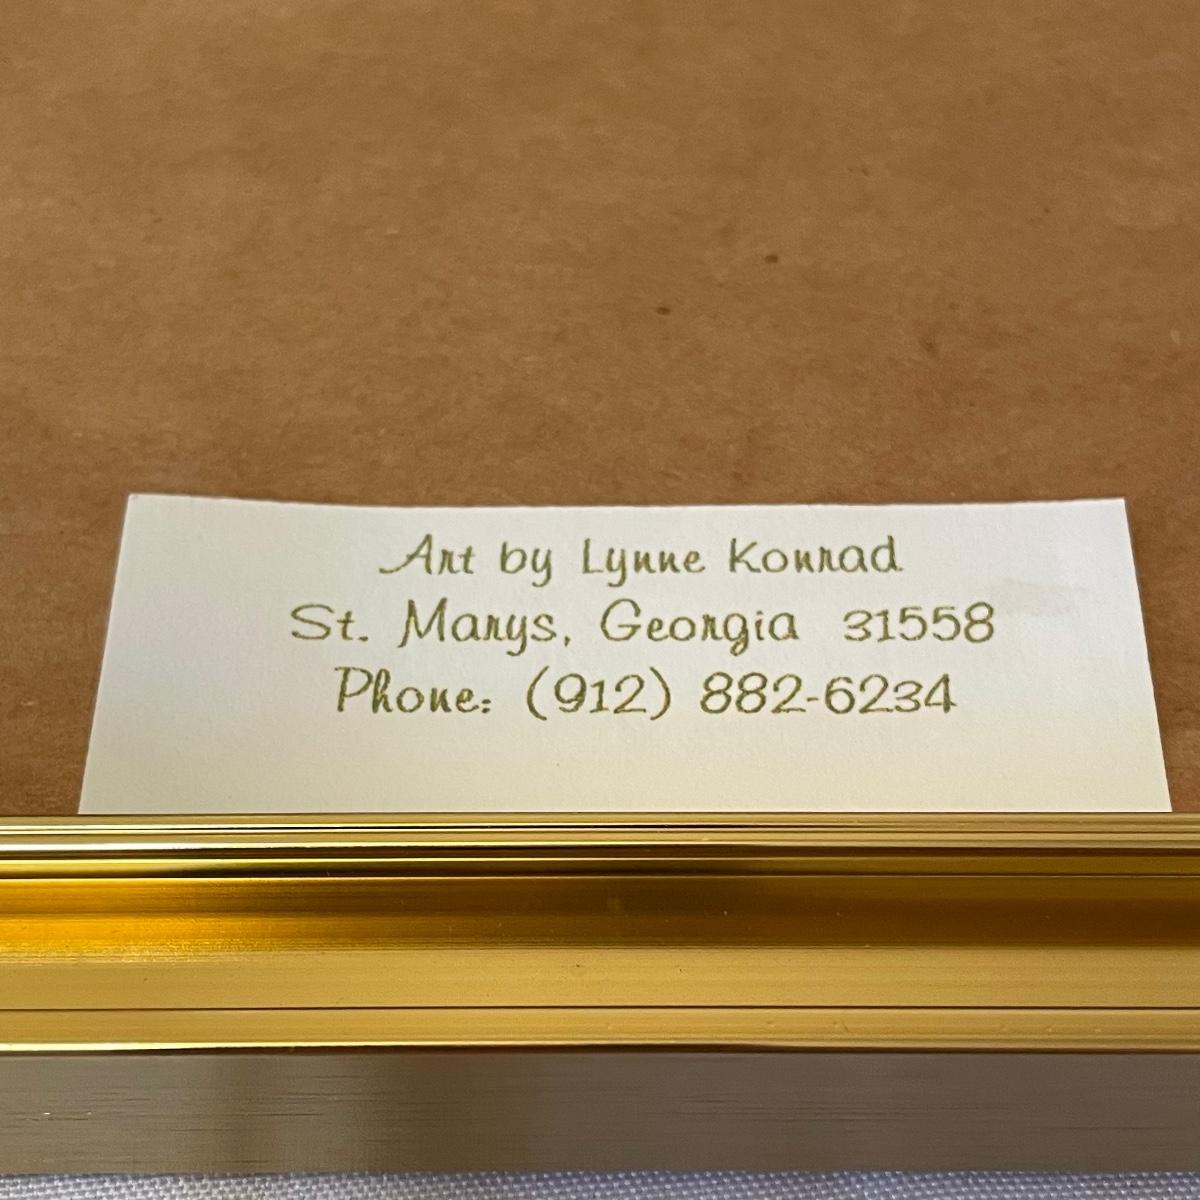 Art by Lynne Konrad
St. Marys, Georgia 31558
Phone: (912) 882-6234